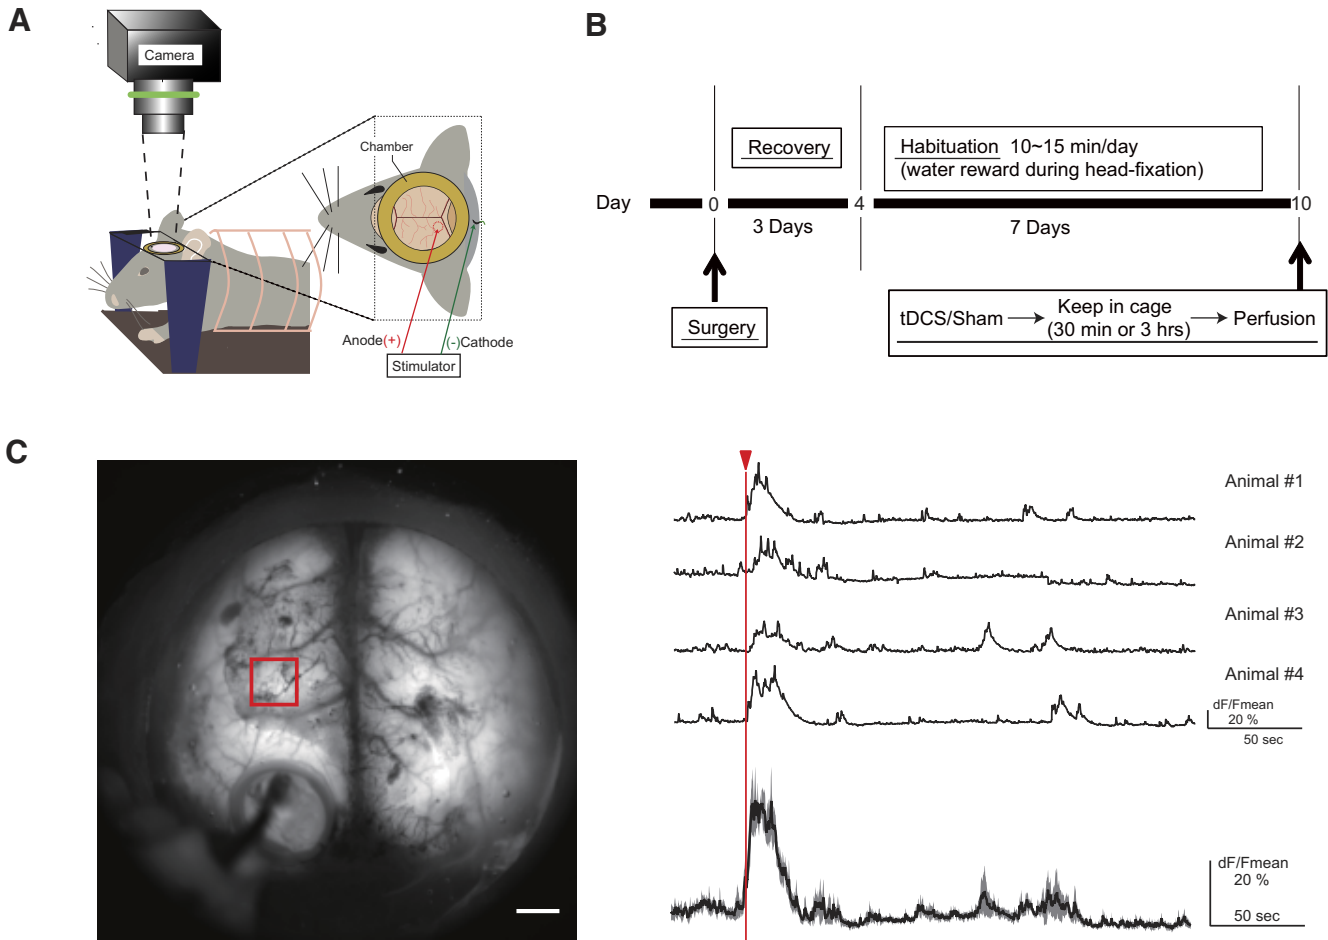 A
Camera
Chamber
Anode(+)
(-)Cathode
Stimulator
B
Recovery
Habituation 10~15 min/day
(water reward during head-fixation)
Day
0
4
10
3 Days
7 Days
Surgery
tDCS/Sham
Keep in cage
(30 min or 3 hrs)
Perfusion
C
Animal #1
Animal #2
Animal #3
Animal #4
dF/Fmean
20 %
50 sec
dF/Fmean
20 %
50 sec